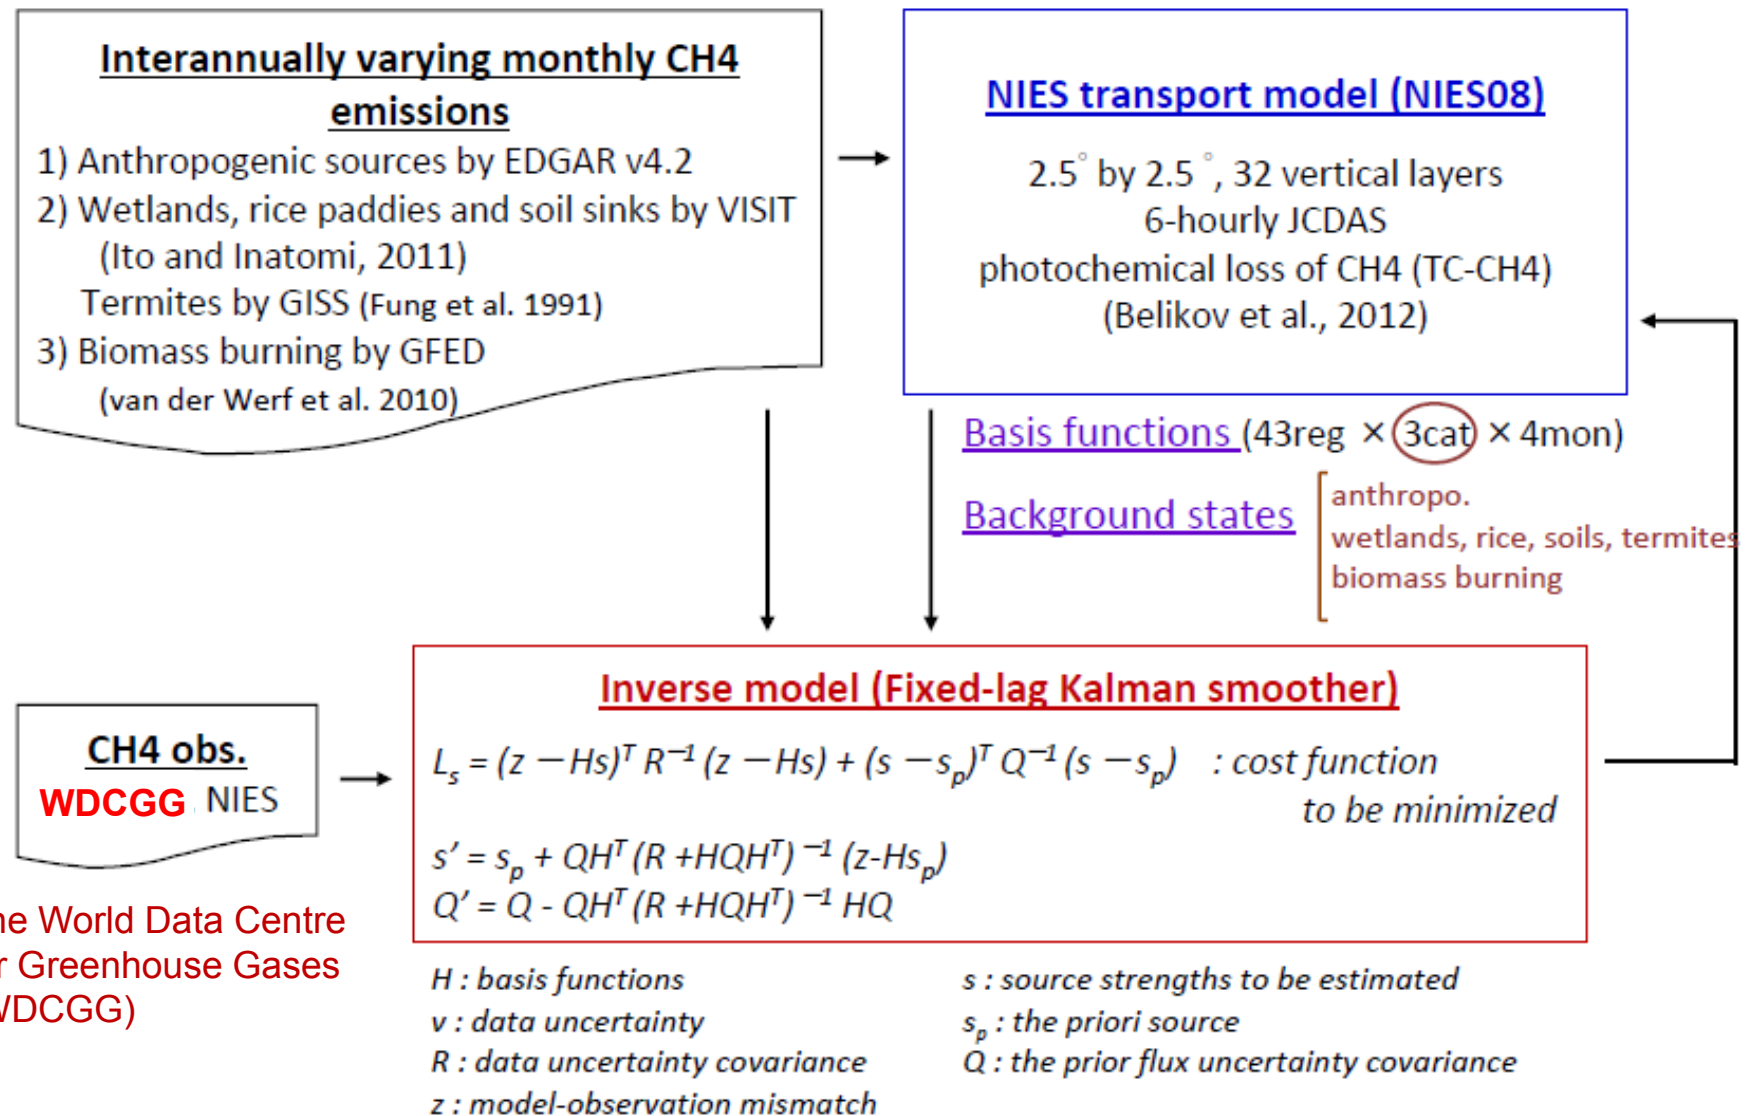 Interannually varying monthly CH4
emissions
1) Anthropogenic sources by EDGAR v4.2
2) Wetlands, rice paddies and soil sinks by VISIT
(Ito and Inatomi, 2011)
Termites by GISS (Fung et al. 1991)
3) Biomass burning by GFED
(van der Werf et al. 2010)
NIES transport model (NIES08)
2.5° by 2.5 °, 32 vertical layers
6-hourly JCDAS
photochemical loss of CH4 (TC-CH4)
(Belikov et al., 2012)
Basis functions (43reg × 3cat × 4mon)
Background states
anthropo.
wetlands, rice, soils, termites
biomass burning
CH4 obs.
WDCGG NIES
he World Data Centre
r Greenhouse Gases
WDCGG)
Inverse model (Fixed-lag Kalman smoother)
Lₛ = (z − Hs)ᵀ R⁻¹ (z − Hs) + (s − sₚ)ᵀ Q⁻¹ (s − sₚ) : cost function
to be minimized
s' = sₚ + QHᵀ (R +HQHᵀ) ⁻¹ (z-Hsₚ)
Q' = Q - QHᵀ (R +HQHᵀ) ⁻¹ HQ
H : basis functions
v : data uncertainty
R : data uncertainty covariance
z : model-observation mismatch
s : source strengths to be estimated
sₚ : the priori source
Q : the prior flux uncertainty covariance